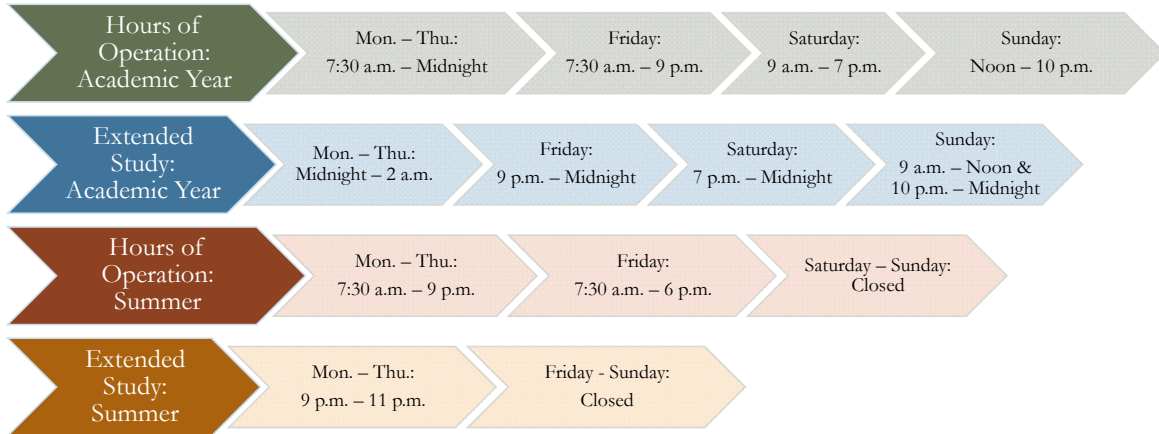 Hours of
Operation:
Academic Year
Mon. – Thu.:
7:30 a.m. – Midnight
Friday:
7:30 a.m. – 9 p.m.
Saturday:
9 a.m. – 7 p.m.
Sunday:
Noon – 10 p.m.
Extended
Study:
Academic Year
Mon. – Thu.:
Midnight – 2 a.m.
Friday:
9 p.m. – Midnight
Saturday:
7 p.m. – Midnight
Sunday:
9 a.m. – Noon &
10 p.m. – Midnight
Hours of
Operation:
Summer
Mon. – Thu.:
7:30 a.m. – 9 p.m.
Friday:
7:30 a.m. – 6 p.m.
Saturday – Sunday:
Closed
Extended
Study:
Summer
Mon. – Thu.:
9 p.m. – 11 p.m.
Friday - Sunday:
Closed